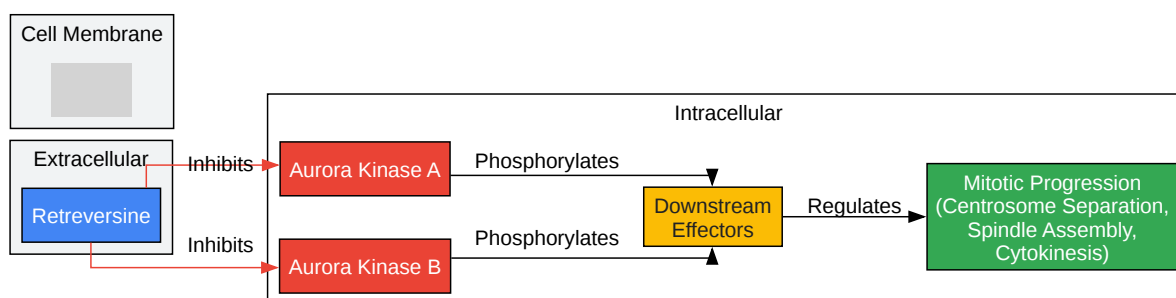 Cell Membrane
Intracellular
Extracellular
Retreversine
Inhibits
Inhibits
Aurora Kinase A
Aurora Kinase B
Phosphorylates
Phosphorylates
Downstream
Effectors
Regulates
Mitotic Progression
(Centrosome Separation,
Spindle Assembly,
Cytokinesis)